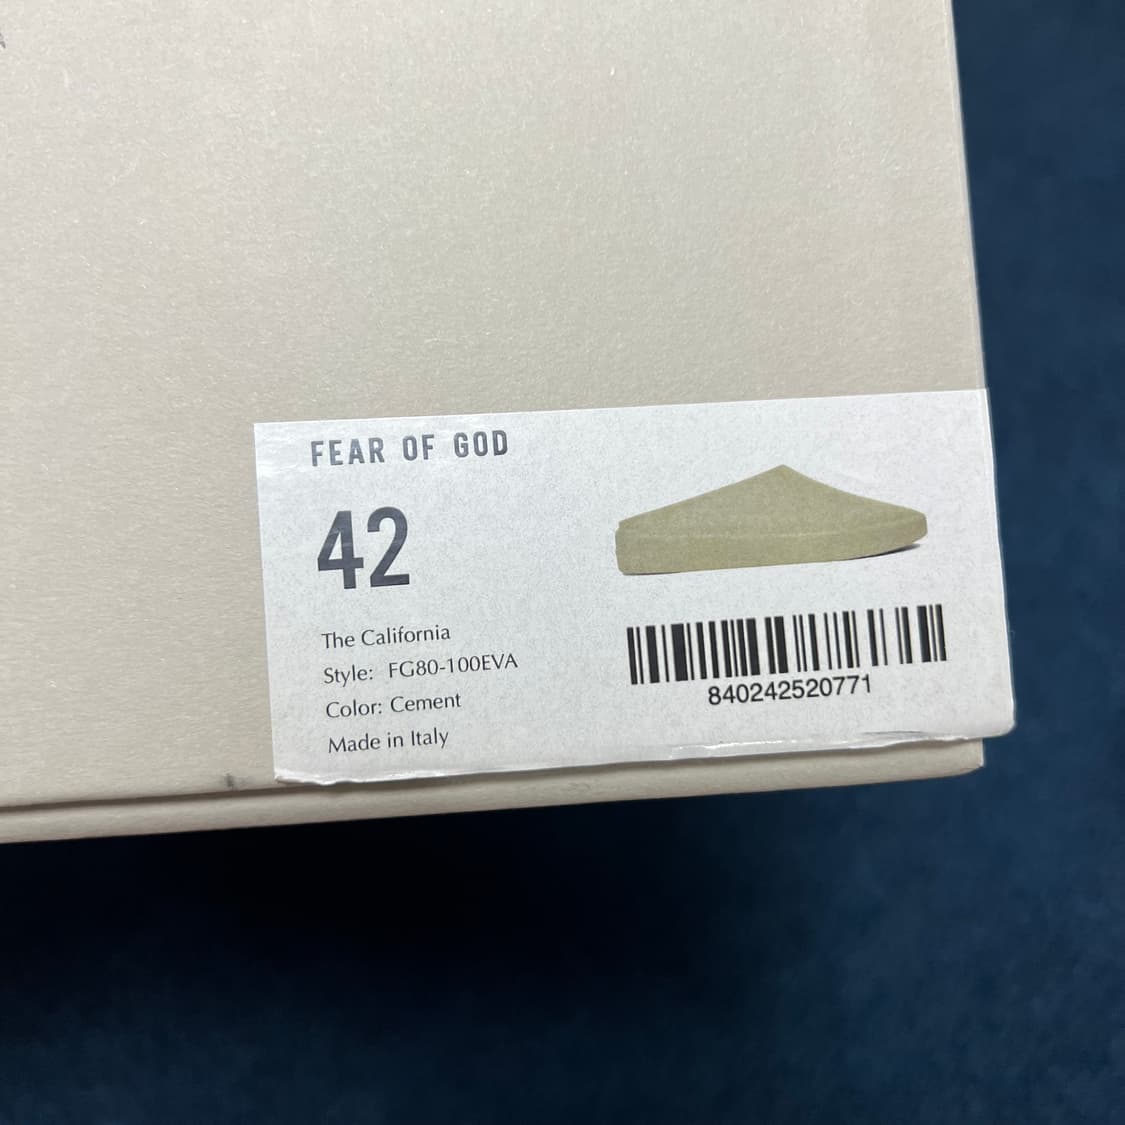 FEAR OF GOD
42
The California
Style: FG80-100EVA
Color: Cement
Made in Italy
840242520771